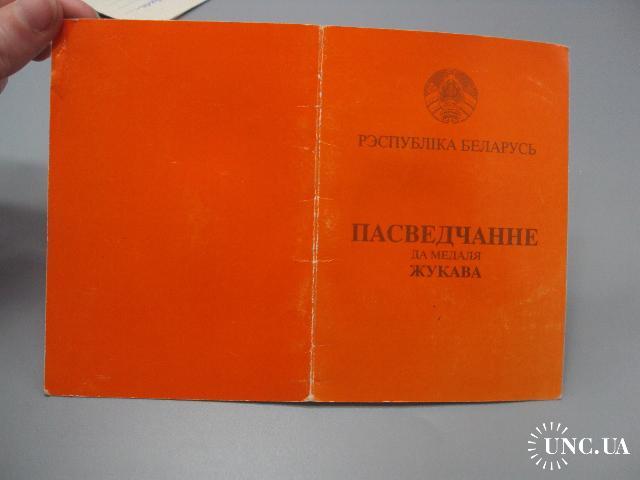 РЭСПУБЛІКА БЕЛАРУСЬ
ПАСВЕДЧАННЕ
ДА МЕДАЛЯ
ЖУКАВА
UNC.UA